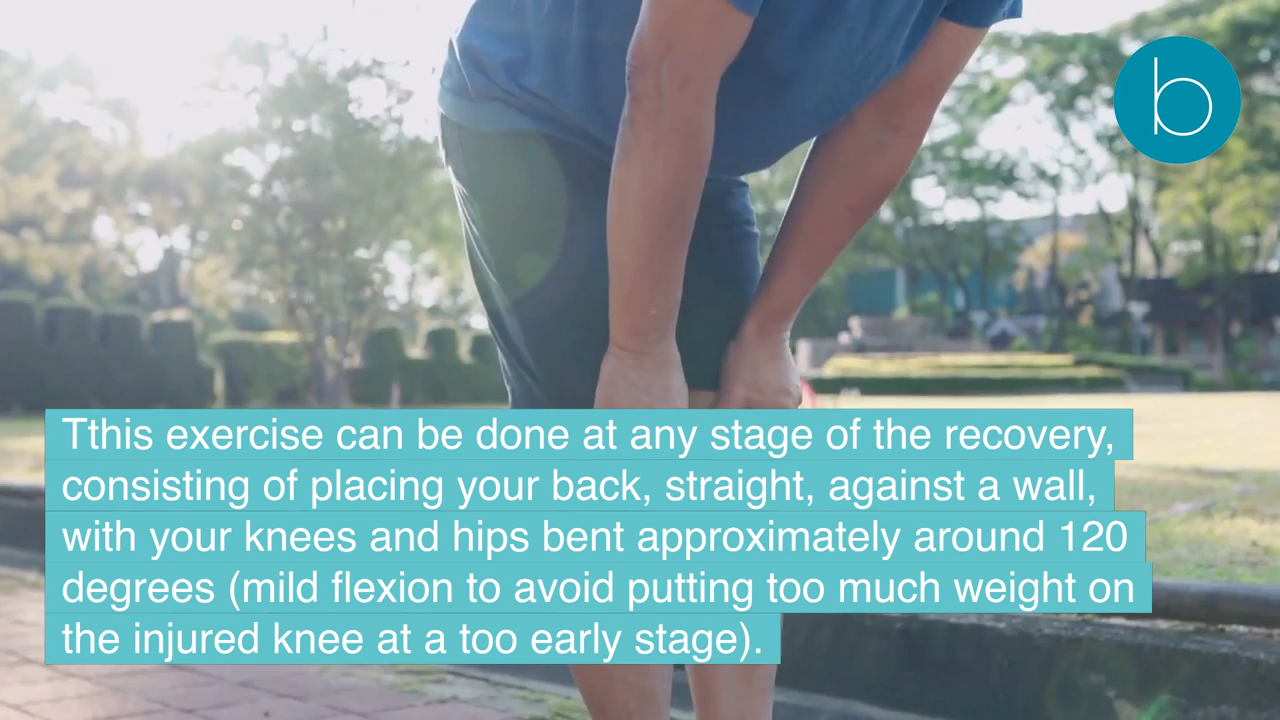 b
Tthis exercise can be done at any stage of the recovery,
consisting of placing your back, straight, against a wall,
with your knees and hips bent approximately around 120
degrees (mild flexion to avoid putting too much weight on
the injured knee at a too early stage).